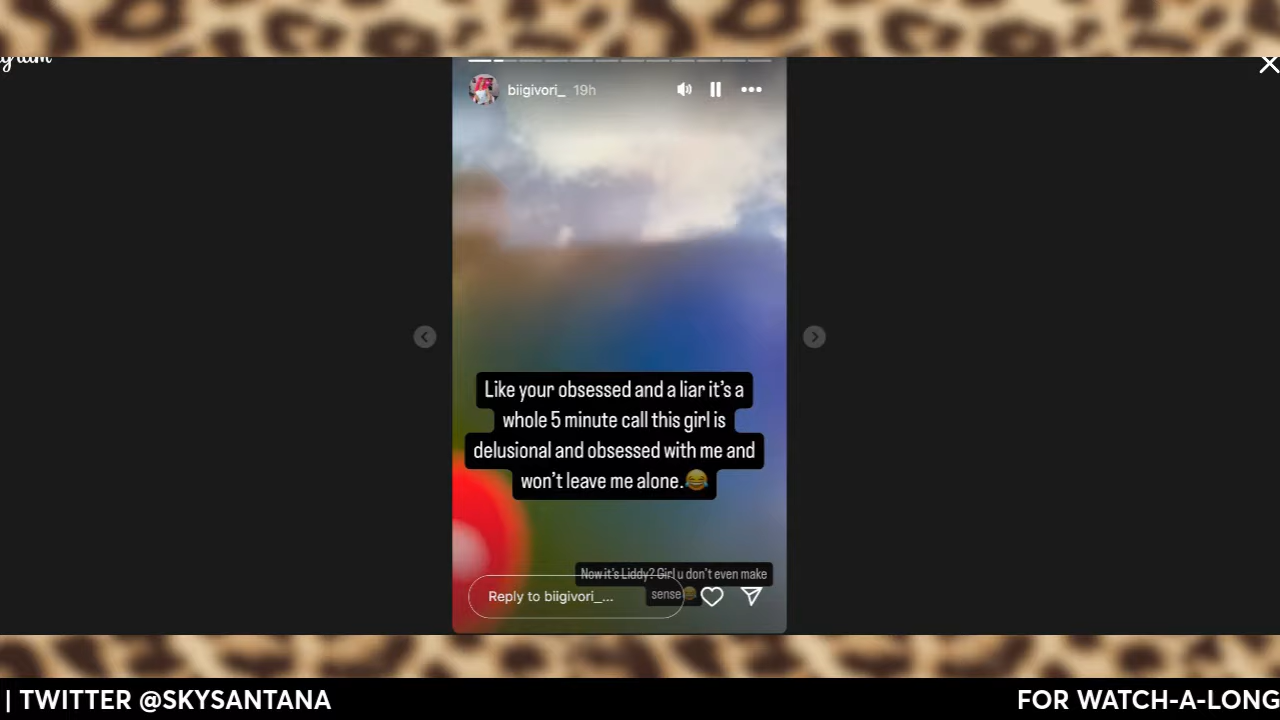 biigivori_ 19h
Like your obsessed and a liar it's a
whole 5 minute call this girl is
delusional and obsessed with me and
won't leave me alone.😂
Now it's Liddy? Girl u don't even make
sense😂
Reply to biigivori_...
| TWITTER @SKYSANTANA
FOR WATCH-A-LONG